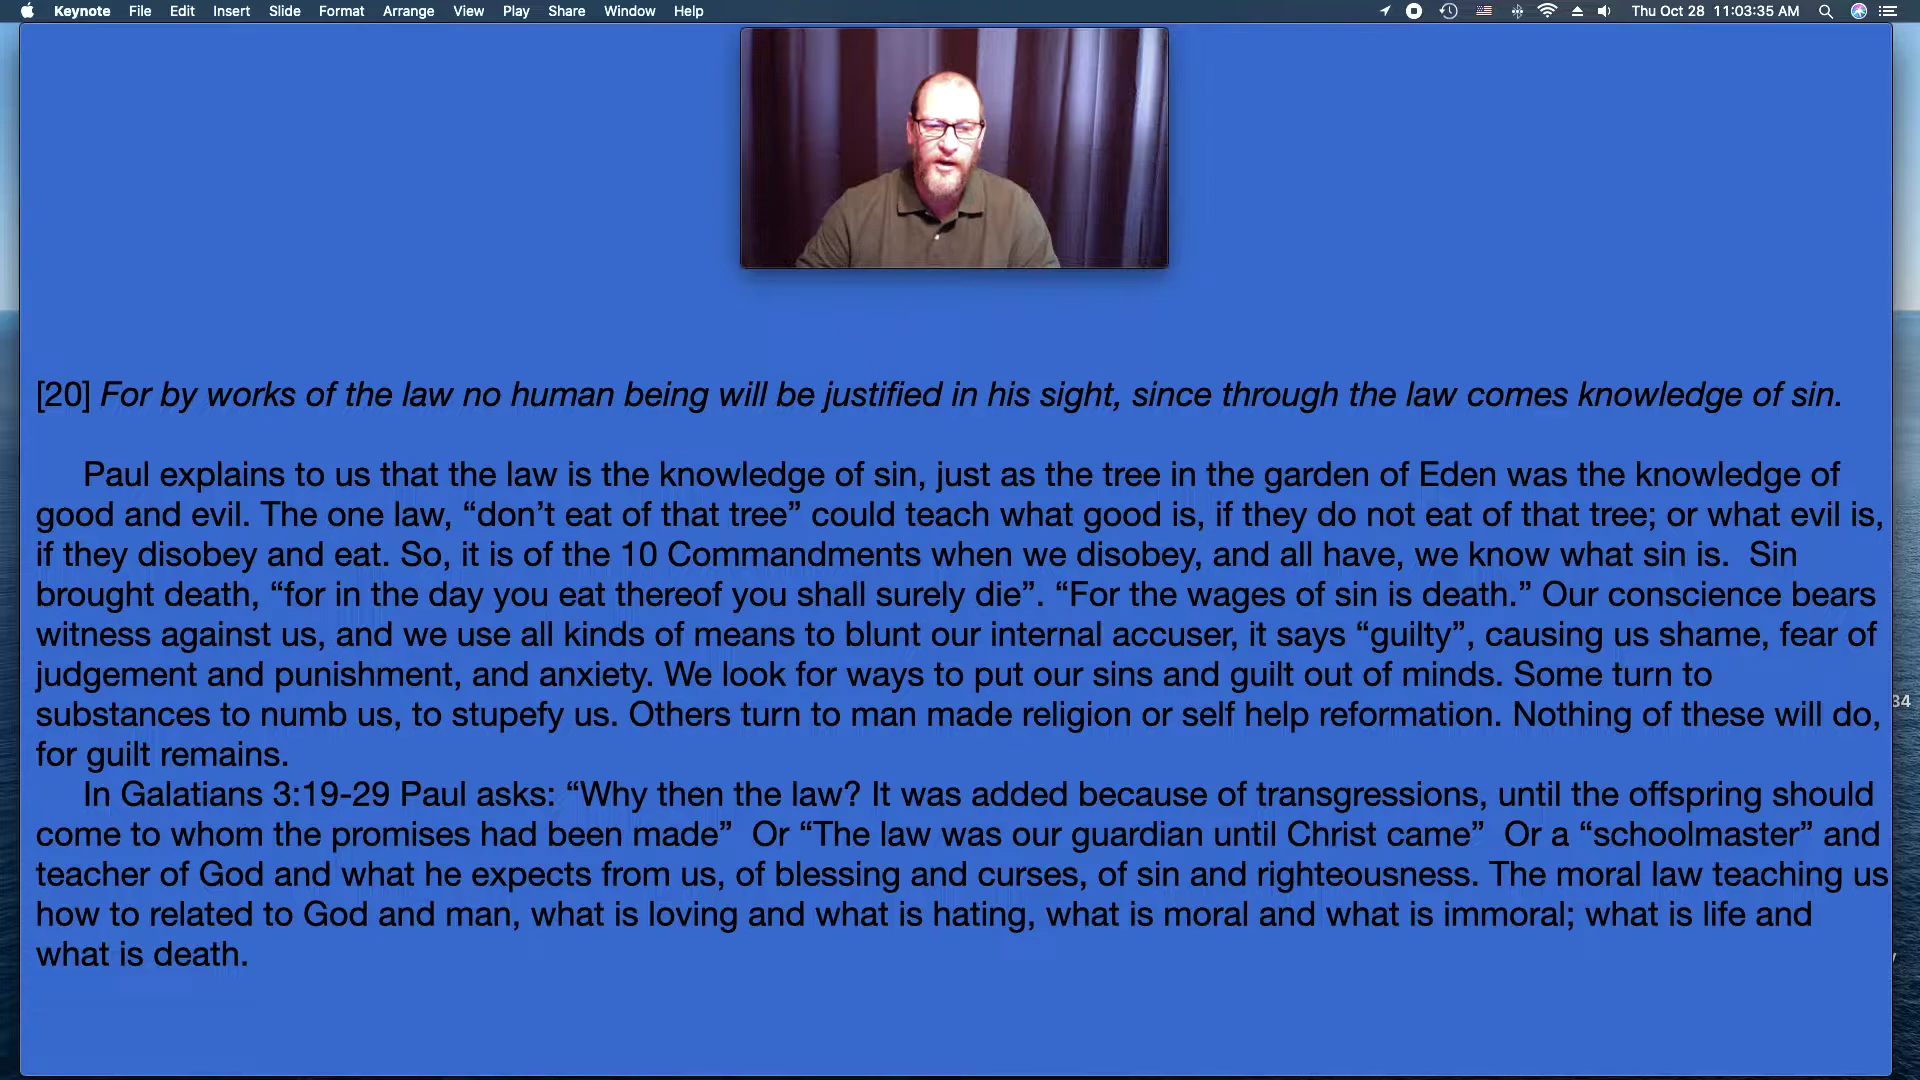 Keynote File Edit Insert Slide Format Arrange View Play Share Window Help Thu Oct 28 11:03:35 AM
[20] For by works of the law no human being will be justified in his sight, since through the law comes knowledge of sin.
Paul explains to us that the law is the knowledge of sin, just as the tree in the garden of Eden was the knowledge of
good and evil. The one law, “don’t eat of that tree” could teach what good is, if they do not eat of that tree; or what evil is,
if they disobey and eat. So, it is of the 10 Commandments when we disobey, and all have, we know what sin is.  Sin
brought death, “for in the day you eat thereof you shall surely die”. “For the wages of sin is death.” Our conscience bears
witness against us, and we use all kinds of means to blunt our internal accuser, it says “guilty”, causing us shame, fear of
judgement and punishment, and anxiety. We look for ways to put our sins and guilt out of minds. Some turn to
substances to numb us, to stupefy us. Others turn to man made religion or self help reformation. Nothing of these will do,
34
for guilt remains.
In Galatians 3:19-29 Paul asks: “Why then the law? It was added because of transgressions, until the offspring should
come to whom the promises had been made”  Or “The law was our guardian until Christ came”  Or a “schoolmaster” and
teacher of God and what he expects from us, of blessing and curses, of sin and righteousness. The moral law teaching us
how to related to God and man, what is loving and what is hating, what is moral and what is immoral; what is life and
what is death.